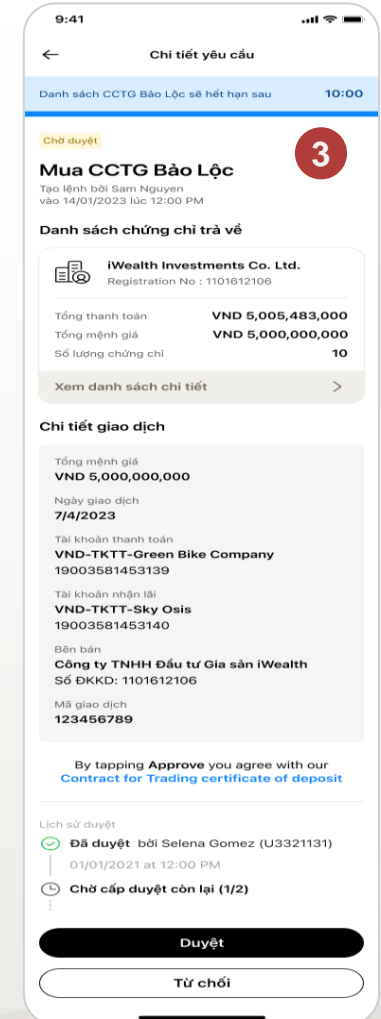 9:41
Chi tiết yêu cầu
Danh sách CCTG Bảo Lộc sẽ hết hạn sau 10:00
Chờ duyệt
3
Mua CCTG Bảo Lộc
Tạo lệnh bởi Sam Nguyen
vào 14/01/2023 lúc 12:00 PM
Danh sách chứng chỉ trả về
iWealth Investments Co. Ltd.
Registration No : 1101612106
Tổng thanh toán VND 5,005,483,000
Tổng mệnh giá VND 5,000,000,000
Số lượng chứng chỉ 10
Xem danh sách chi tiết >
Chi tiết giao dịch
Tổng mệnh giá
VND 5,000,000,000
Ngày giao dịch
7/4/2023
Tài khoản thanh toán
VND-TKTT-Green Bike Company
19003581453139
Tài khoản nhận lãi
VND-TKTT-Sky Osis
19003581453140
Bên bán
Công ty TNHH Đầu tư Gia sản iWealth
Số ĐKKD: 1101612106
Mã giao dịch
123456789
By tapping Approve you agree with our
Contract for Trading certificate of deposit
Lịch sử duyệt
Đã duyệt bởi Selena Gomez (U3321131)
01/01/2021 at 12:00 PM
Chờ cấp duyệt còn lại (1/2)
Duyệt
Từ chối